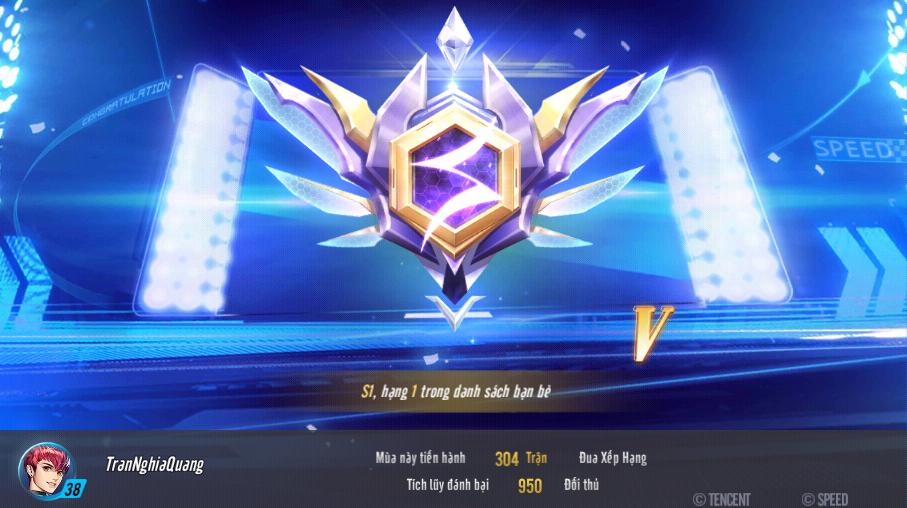 CONGRATULATION
SPEED
V
S1, hạng 1 trong danh sách bạn bè
TranNghiaQuang
38
Mùa này tiến hành 304 Trận Đua Xếp Hạng
Tích lũy đánh bại 950 Đối thủ
© TENCENT © SPEED